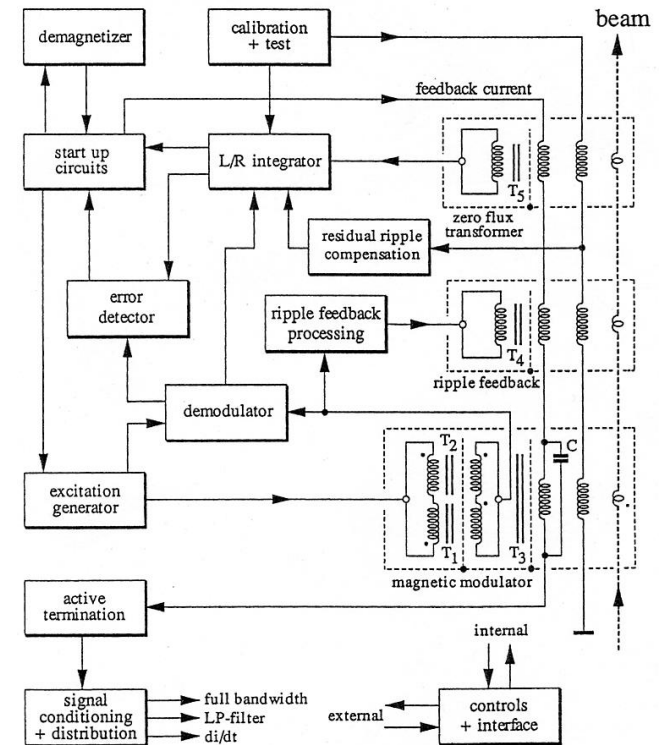 beam
demagnetizer
calibration
+ test
feedback current
start up
circuits
L/R integrator
T5
zero flux
transformer
residual ripple
compensation
error
detector
ripple feedback
processing
T4
ripple feedback
demodulator
T2
C
excitation
generator
T1
T3
magnetic modulator
active
termination
internal
signal
conditioning
+ distribution
full bandwidth
LP-filter
di/dt
external
controls
+ interface